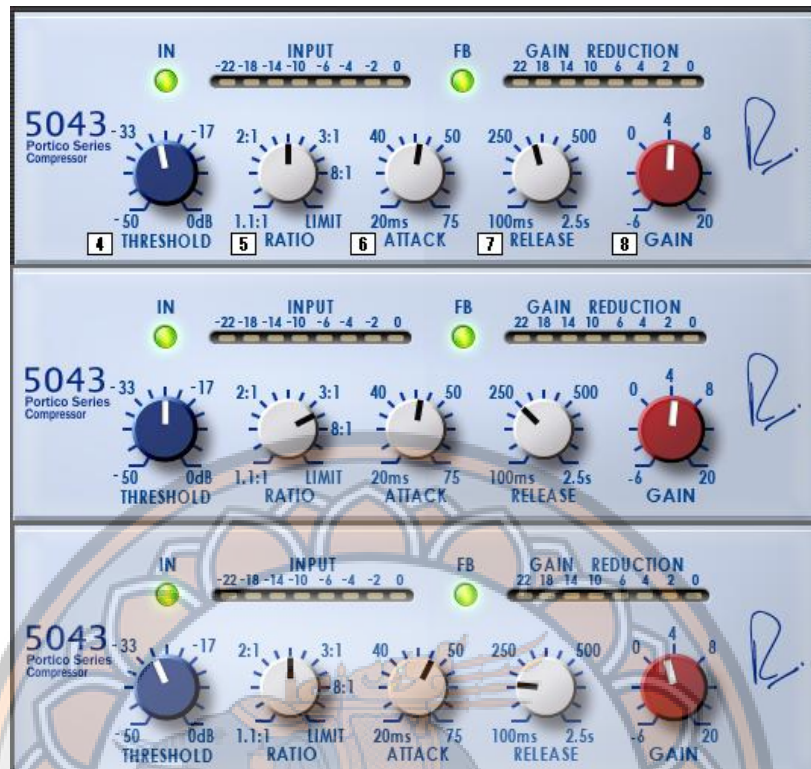 IN INPUT FB GAIN REDUCTION
-22 -18 -14 -10 -6 -4 -2 0 22 18 14 10 6 4 2 0
5043
Portico Series
Compressor
-33 -17 2:1 3:1 40 50 250 500 0 4 8
8:1
-50 0dB 1.1:1 LIMIT 20ms 75 100ms 2.5s -6 20
4 THRESHOLD 5 RATIO 6 ATTACK 7 RELEASE 8 GAIN
IN INPUT FB GAIN REDUCTION
-22 -18 -14 -10 -6 -4 -2 0 22 18 14 10 6 4 2 0
5043
Portico Series
Compressor
-33 -17 2:1 3:1 40 50 250 500 0 4 8
8:1
-50 0dB 1.1:1 LIMIT 20ms 75 100ms 2.5s -6 20
THRESHOLD RATIO ATTACK RELEASE GAIN
IN INPUT FB GAIN REDUCTION
-22 -18 -14 -10 -6 -4 -2 0 22 18 14 10 6 4 2 0
5043
Portico Series
Compressor
-33 -17 2:1 3:1 40 50 250 500 0 4 8
8:1
-50 0dB 1.1:1 LIMIT 20ms 75 100ms 2.5s -6 20
THRESHOLD RATIO ATTACK RELEASE GAIN